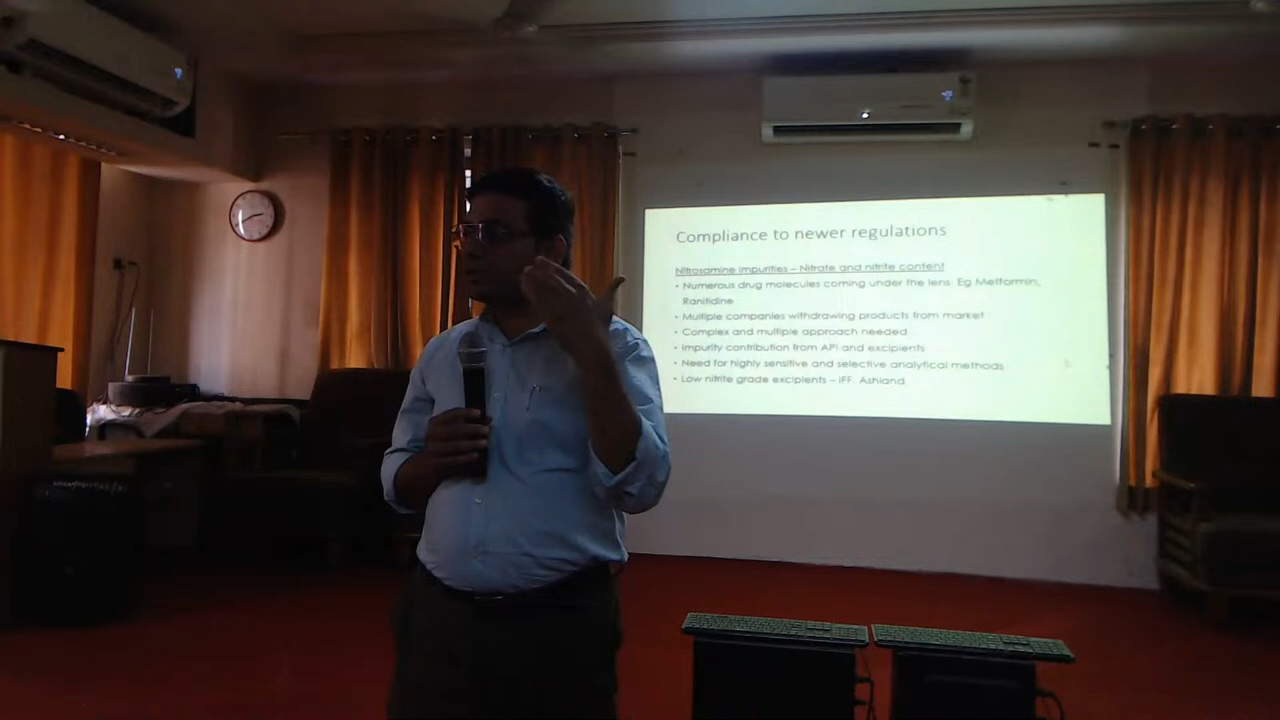 Compliance to newer regulations
Nitrosamine impurities – Nitrate and nitrite content
• Numerous drug molecules coming under the lens. Eg Metformin,
Ranitidine
• Multiple companies withdrawing products from market
• Complex and multiple approach needed
• Impurity contribution from API and excipients
• Need for highly sensitive and selective analytical methods
• Low nitrite grade excipients – IFF, Ashland